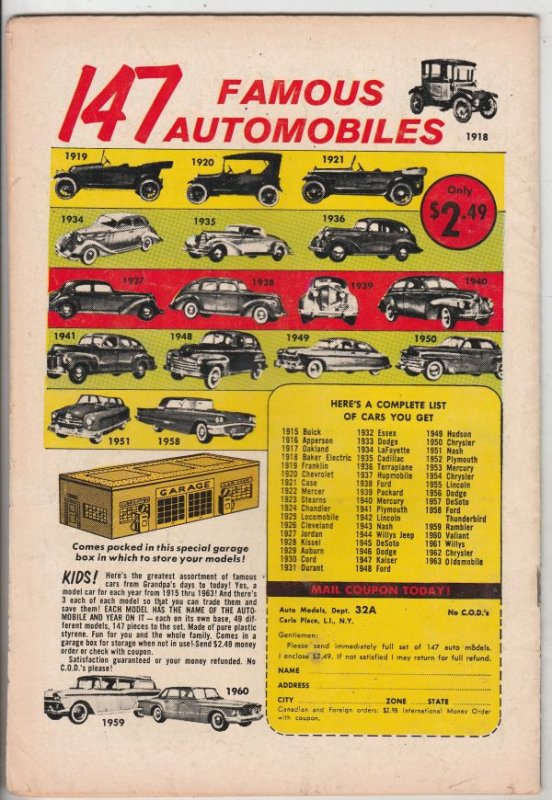 147 FAMOUS
AUTOMOBILES
1918
1919
1920
1921
Only
$2.49
1934
1935
1936
1937
1938
1939
1940
1941
1948
1949
1950
1951
1958
HERE'S A COMPLETE LIST
OF CARS YOU GET
1915 Buick
1916 Apperson
1917 Oakland
1918 Baker Electric
1919 Franklin
1920 Chevrolet
1921 Case
1922 Mercer
1923 Stearns
1924 Chandler
1925 Locomobile
1926 Cleveland
1927 Jordan
1928 Kissel
1929 Auburn
1930 Cord
1931 Durant
1932 Essex
1933 Dodge
1934 LaFayette
1935 Cadillac
1936 Terraplane
1937 Hupmobile
1938 Ford
1939 Packard
1940 Mercury
1941 Plymouth
1942 Lincoln
1943 Nash
1944 Willys Jeep
1945 DeSoto
1946 Dodge
1947 Kaiser
1948 Ford
1949 Hudson
1950 Chrysler
1951 Nash
1952 Plymouth
1953 Mercury
1954 Chrysler
1955 Lincoln
1956 Dodge
1957 DeSoto
1958 Ford
Thunderbird
1959 Rambler
1960 Valiant
1961 Willys
1962 Chrysler
1963 Oldsmobile
GARAGE
Comes packed in this special garage
box in which to store your models!
KIDS! Here's the greatest assortment of famous
cars from Grandpa's days to today! Yes, a
model car for each year from 1915 thru 1963! And there's
3 each of each model so that you can trade them and
save them! EACH MODEL HAS THE NAME OF THE AUTO-
MOBILE AND YEAR ON IT — each on its own base, 49 dif-
ferent models, 147 pieces to the set. Made of pure plastic
styrene. Fun for you and the whole family. Comes in a
garage box for storage when not in use! Send $2.49 money
order or check with coupon.
Satisfaction guaranteed or your money refunded. No
C.O.D.'s please!
1959
1960
MAIL COUPON TODAY!
Auto Models, Dept. 32A No C.O.D.'s
Carle Place, L.I., N.Y.
Gentlemen:
Please send immediately full set of 147 auto models.
I enclose $2.49. If not satisfied I may return for full refund.
NAME
ADDRESS
CITY ZONE STATE
Canadian and Foreign orders: $2.98 International Money Order
with coupon.